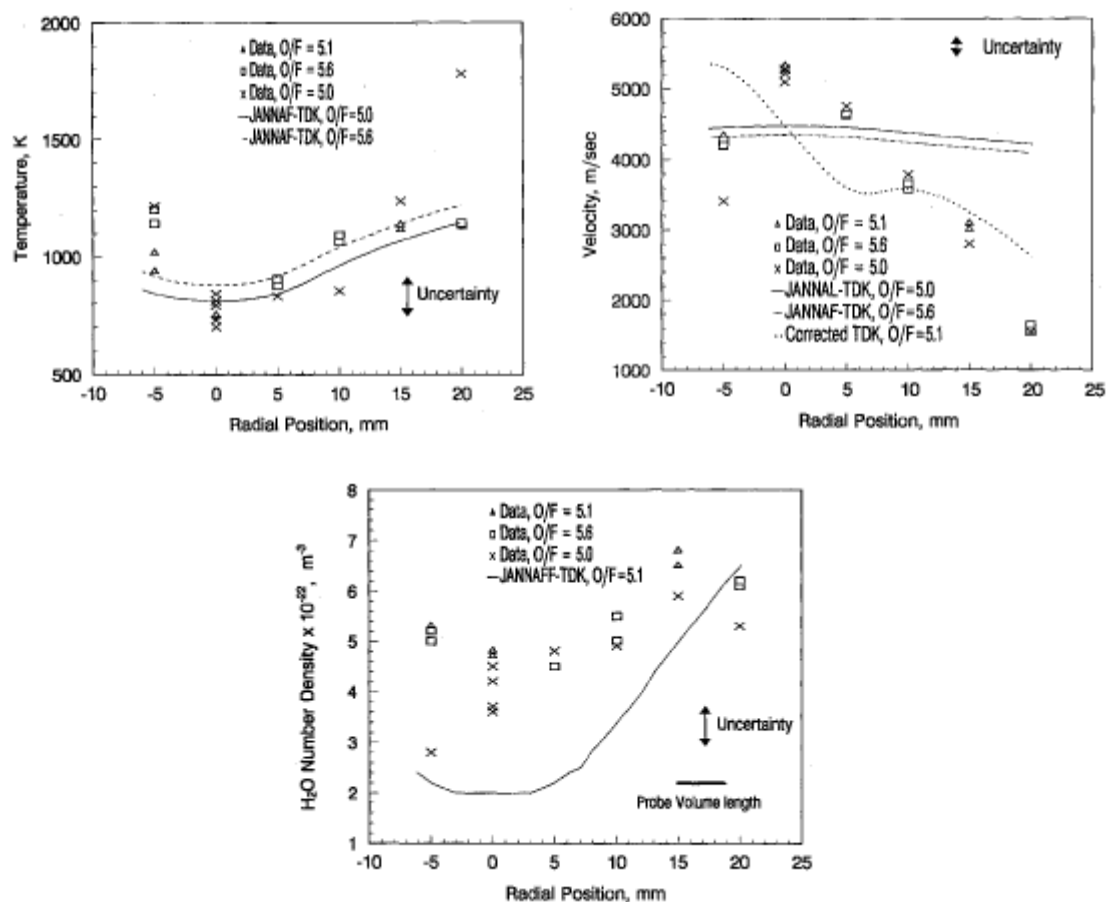 2000
1500
1000
500
Temperature, K
▲ Data, O/F = 5.1
□ Data, O/F = 5.6
× Data, O/F = 5.0
—JANNAF-TDK, O/F=5.0
---JANNAF-TDK, O/F=5.6
Uncertainty
-10 -5 0 5 10 15 20 25
Radial Position, mm
6000
5000
4000
3000
2000
1000
Velocity, m/sec
Uncertainty
▲ Data, O/F = 5.1
□ Data, O/F = 5.6
× Data, O/F = 5.0
—JANNAL-TDK, O/F=5.0
---JANNAF-TDK, O/F=5.6
····Corrected TDK, O/F=5.1
-10 -5 0 5 10 15 20 25
Radial Position, mm
8
7
6
5
4
3
2
1
H₂O Number Density x 10⁻²², m⁻³
▲ Data, O/F = 5.1
□ Data, O/F = 5.6
× Data, O/F = 5.0
—JANNAFF-TDK, O/F=5.1
Uncertainty
Probe Volume length
-10 -5 0 5 10 15 20 25
Radial Position, mm